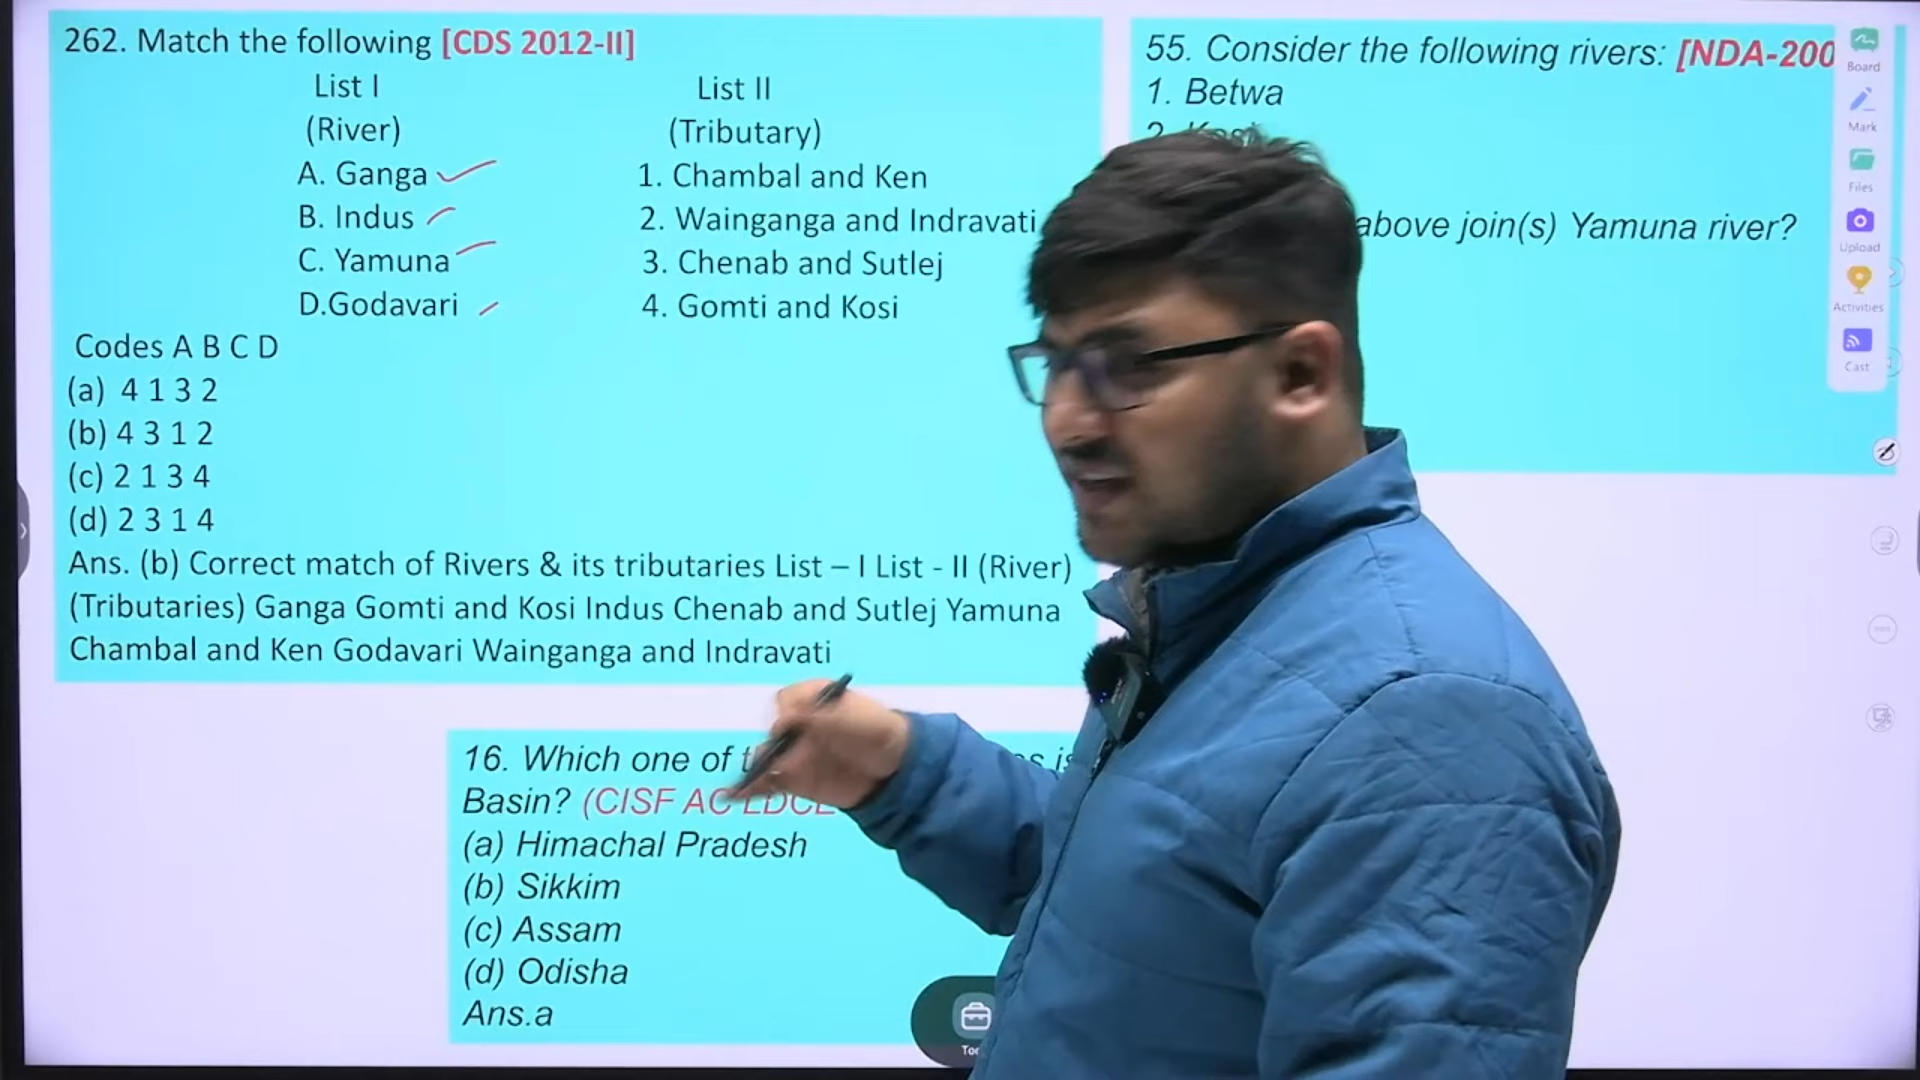 262. Match the following [CDS 2012-II]
List I
List II
(River)
(Tributary)
A. Ganga
1. Chambal and Ken
B. Indus
2. Wainganga and Indravati
C. Yamuna
3. Chenab and Sutlej
D.Godavari
4. Gomti and Kosi
Codes A B C D
(a) 4 1 3 2
(b) 4 3 1 2
(c) 2 1 3 4
(d) 2 3 1 4
Ans. (b) Correct match of Rivers & its tributaries List – I List - II (River)
(Tributaries) Ganga Gomti and Kosi Indus Chenab and Sutlej Yamuna
Chambal and Ken Godavari Wainganga and Indravati
55. Consider the following rivers: [NDA-200
1. Betwa
2.
above join(s) Yamuna river?
16. Which one of
Basin? (CISF AC LDCE
(a) Himachal Pradesh
(b) Sikkim
(c) Assam
(d) Odisha
Ans.a
Board
Mark
Files
Upload
Activities
Cast